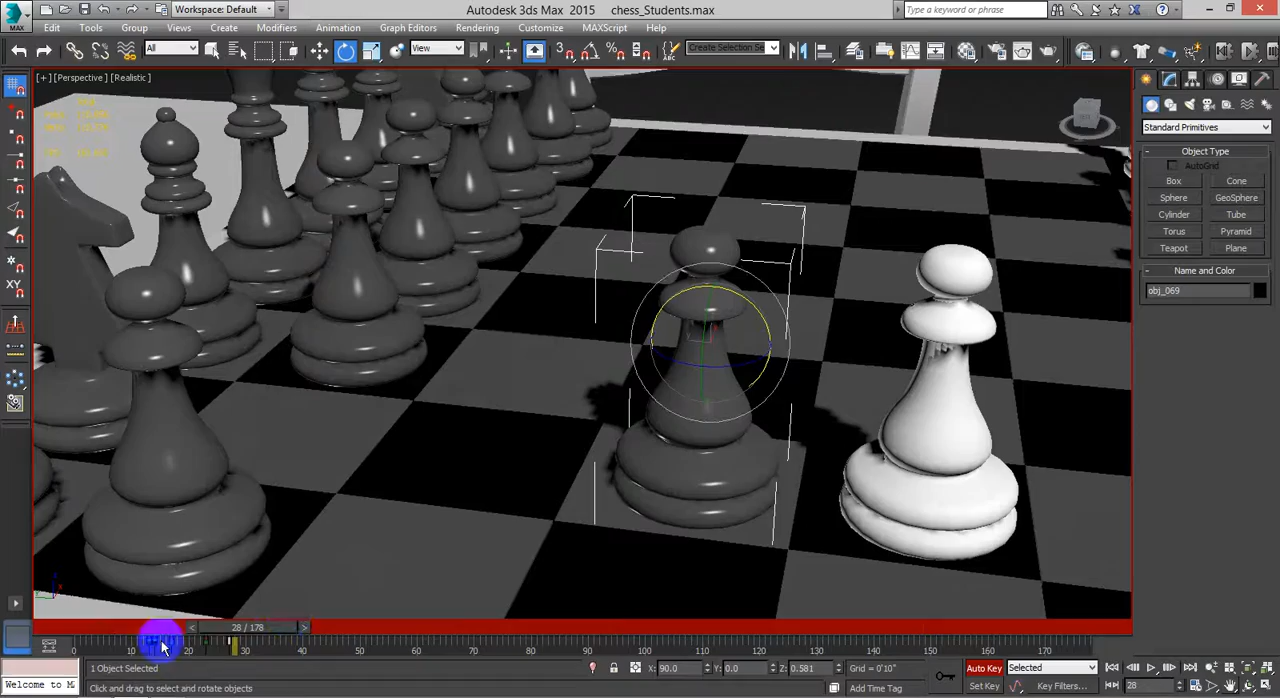 Workspace: Default
Autodesk 3ds Max 2015    chess_Students.max
Type a keyword or phrase
MAX
Edit Tools Group Views Create Modifiers Animation Graph Editors Rendering Customize MAXScript Help
All
View
Create Selection Se
[+] [Perspective] [Realistic]
Standard Primitives
Object Type
AutoGrid
Box Cone
Sphere GeoSphere
Cylinder Tube
Torus Pyramid
Teapot Plane
Name and Color
obj_069
XY
28 / 178
0 10 20 30 40 50 60 70 80 90 100 110 120 130 140 150 160 170
1 Object Selected
X: 90.0 Y: 0.0 Z: 0.581 Grid = 0'10"
Auto Key Selected
Welcome to M
Click and drag to select and rotate objects
Add Time Tag
Set Key Key Filters... 28